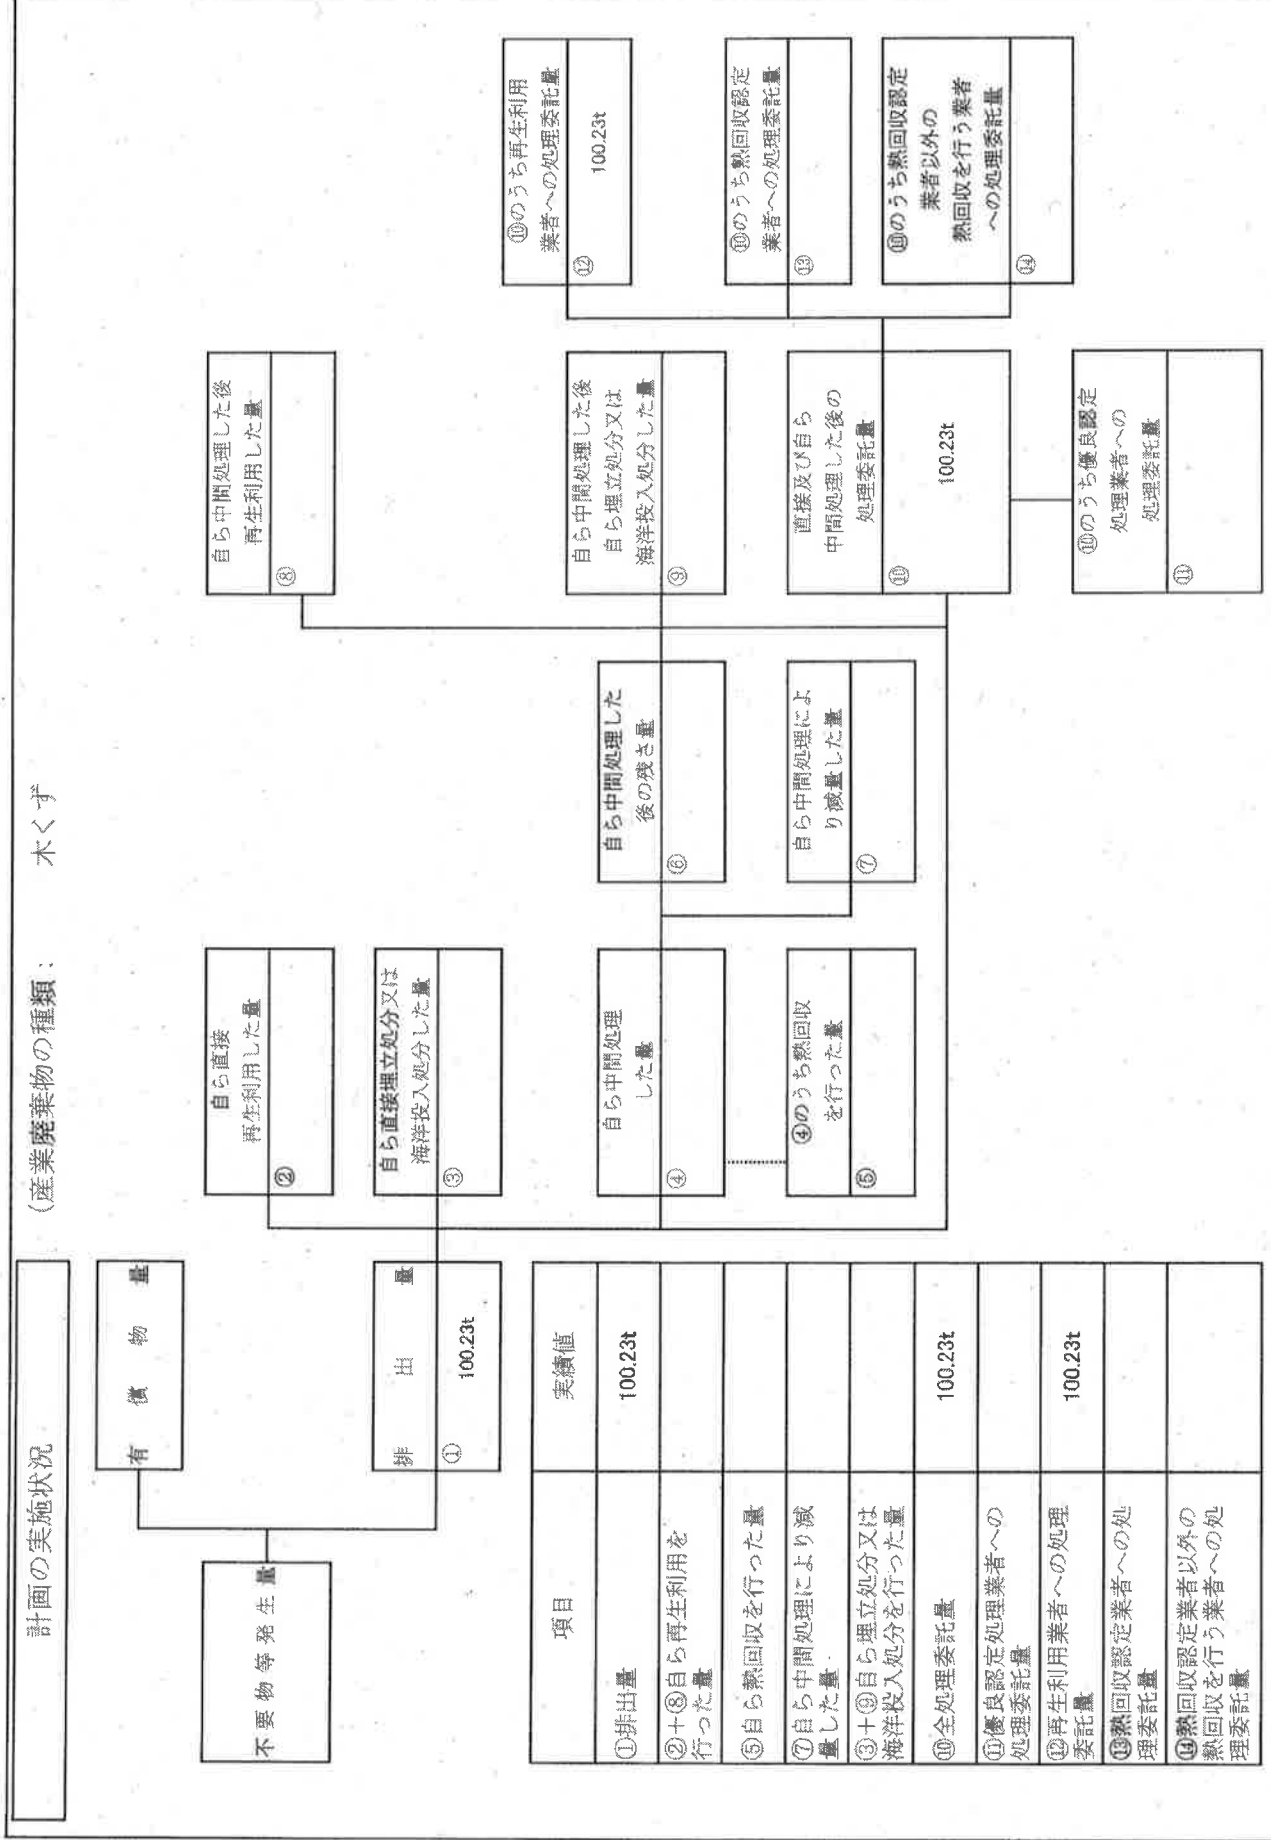 計画の実施状況
(産業廃棄物の種類： 木くず
不要物等発生量
有償物量
排出量
① 100.23t
自ら直接
再生利用した量
②
自ら直接埋立処分又は
海洋投入処分した量
③
自ら中間処理
した量
④
④のうち熱回収
を行った量
⑤
自ら中間処理した
後の残さ量
⑥
自ら中間処理によ
り減量した量
⑦
自ら中間処理した後
再生利用した量
⑧
自ら中間処理した後
自ら埋立処分又は
海洋投入処分した量
⑨
直接及び自ら
中間処理した後の
処理委託量
⑩ 100.23t
⑩のうち優良認定
処理業者への
処理委託量
⑪
⑩のうち再生利用
業者への処理委託量
⑫ 100.23t
⑩のうち熱回収認定
業者への処理委託量
⑬
⑩のうち熱回収認定
業者以外の
熱回収を行う業者
への処理委託量
⑭
項目 実績値
①排出量 100.23t
②＋⑧自ら再生利用を
行った量
⑤自ら熱回収を行った量
⑦自ら中間処理により減
量した量
③＋⑨自ら埋立処分又は
海洋投入処分を行った量
⑩全処理委託量 100.23t
⑪優良認定処理業者への
処理委託量
⑫再生利用業者への処理
委託量 100.23t
⑬熱回収認定業者への処
理委託量
⑭熱回収認定業者以外の
熱回収を行う業者への処
理委託量